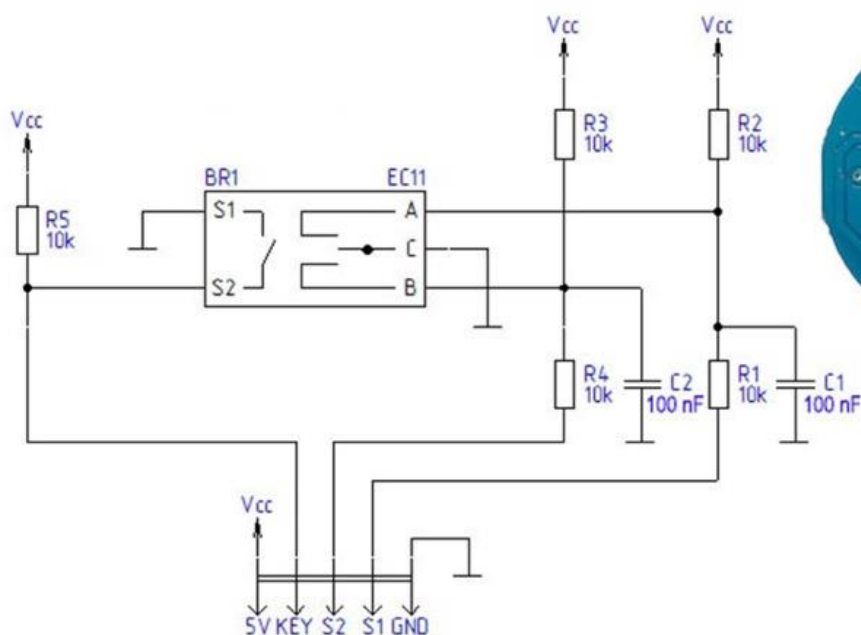 Vcc
Vcc
Vcc
R3
10k
R2
10k
R5
10k
BR1
EC11
S1
A
C
S2
B
R4
10k
C2
100 nF
R1
10k
C1
100 nF
Vcc
5V KEY S2 S1 GND